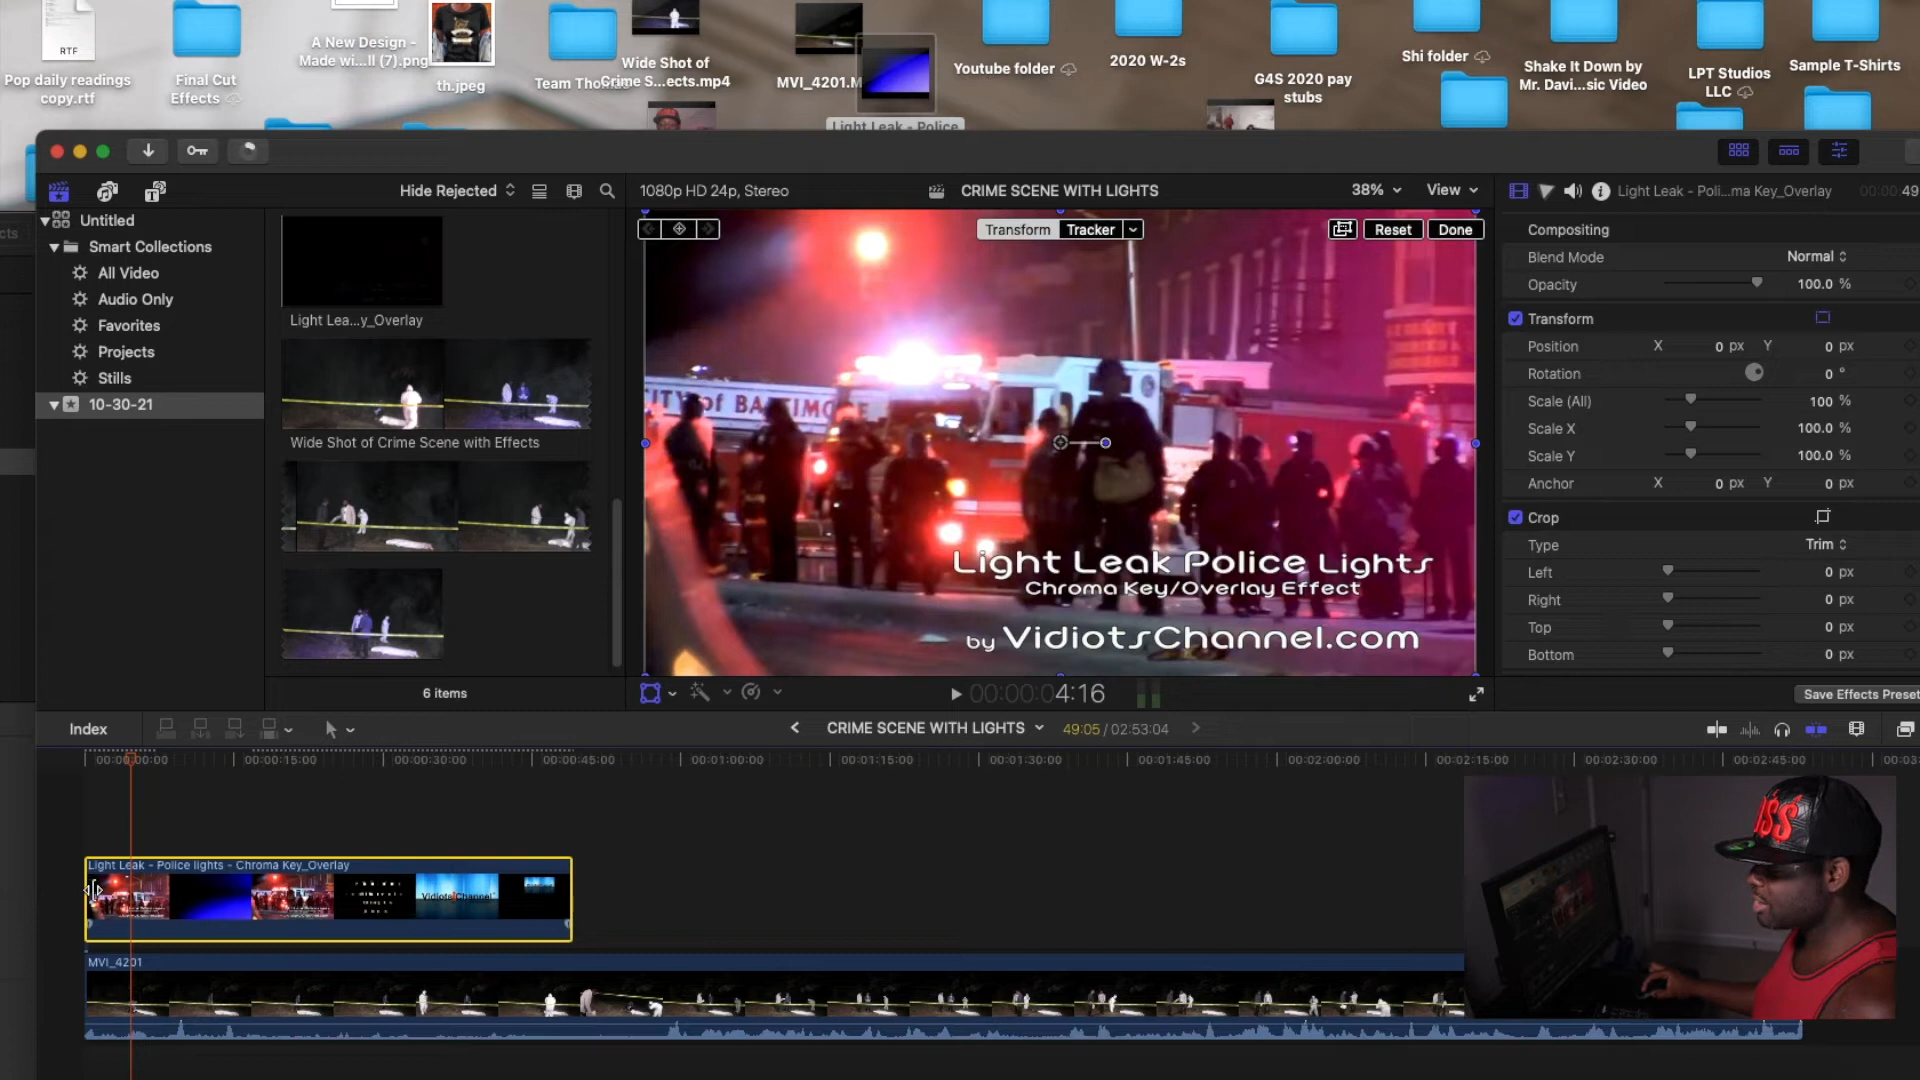 RTF
Pop daily readings
copy.rtf
Final Cut
Effects
A New Design -
Made wi...ll (7).png
th.jpeg
Team Tho
Wide Shot of
Crime S...ects.mp4
MVI_4201.M
Light Leak - Police
Youtube folder
2020 W-2s
G4S 2020 pay
stubs
Shi folder
Shake It Down by
Mr. Davi...sic Video
LPT Studios
LLC
Sample T-Shirts
Hide Rejected
1080p HD 24p, Stereo
CRIME SCENE WITH LIGHTS
38%
View
Light Leak - Poli...ma Key_Overlay
00:00:49
Untitled
Smart Collections
All Video
Audio Only
Favorites
Projects
Stills
10-30-21
Light Lea...y_Overlay
Wide Shot of Crime Scene with Effects
6 items
Transform
Tracker
Reset
Done
CITY of BALTIMORE
Light Leak Police Lights
Chroma Key/Overlay Effect
by VidiotsChannel.com
00:00:04:16
Compositing
Blend Mode
Normal
Opacity
100.0 %
Transform
Position X 0 px Y 0 px
Rotation 0 °
Scale (All) 100 %
Scale X 100.0 %
Scale Y 100.0 %
Anchor X 0 px Y 0 px
Crop
Type Trim
Left 0 px
Right 0 px
Top 0 px
Bottom 0 px
Save Effects Preset
Index
CRIME SCENE WITH LIGHTS
49:05 / 02:53:04
00:00:00:00
00:00:15:00
00:00:30:00
00:00:45:00
00:01:00:00
00:01:15:00
00:01:30:00
00:01:45:00
00:02:00:00
00:02:15:00
00:02:30:00
00:02:45:00
00:03:
Light Leak - Police lights - Chroma Key_Overlay
VidiotsChannel
MVI_4201